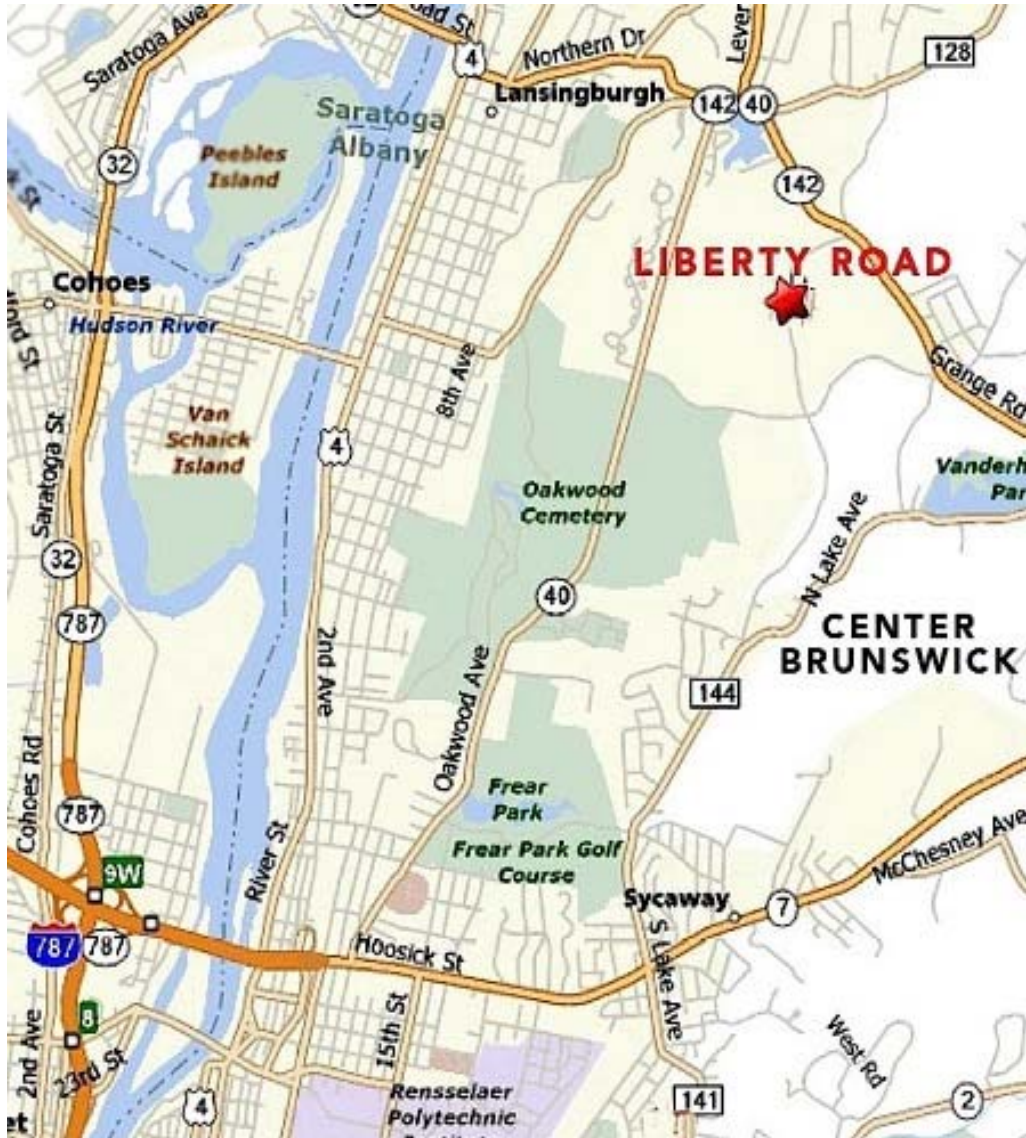 Saratoga Ave
4
Northern Dr
Lever
128
Lansingburgh
142
40
Saratoga
Albany
32
Peebles
Island
142
LIBERTY ROAD
Cohoes
Hudson River
8th Ave
Grange Rd
Van
Schaick
Island
4
Saratoga St
Oakwood
Cemetery
Vanderh
Par
N Lake Ave
32
40
787
2nd Ave
CENTER
BRUNSWICK
144
Oakwood Ave
Cohoes Rd
Frear
Park
787
River St
Frear Park Golf
Course
McChesney Ave
9W
Sycaway
7
787
787
Hoosick St
S Lake Ave
8
15th St
West Rd
2nd Ave
23rd St
4
Rensselaer
Polytechnic
141
2
et